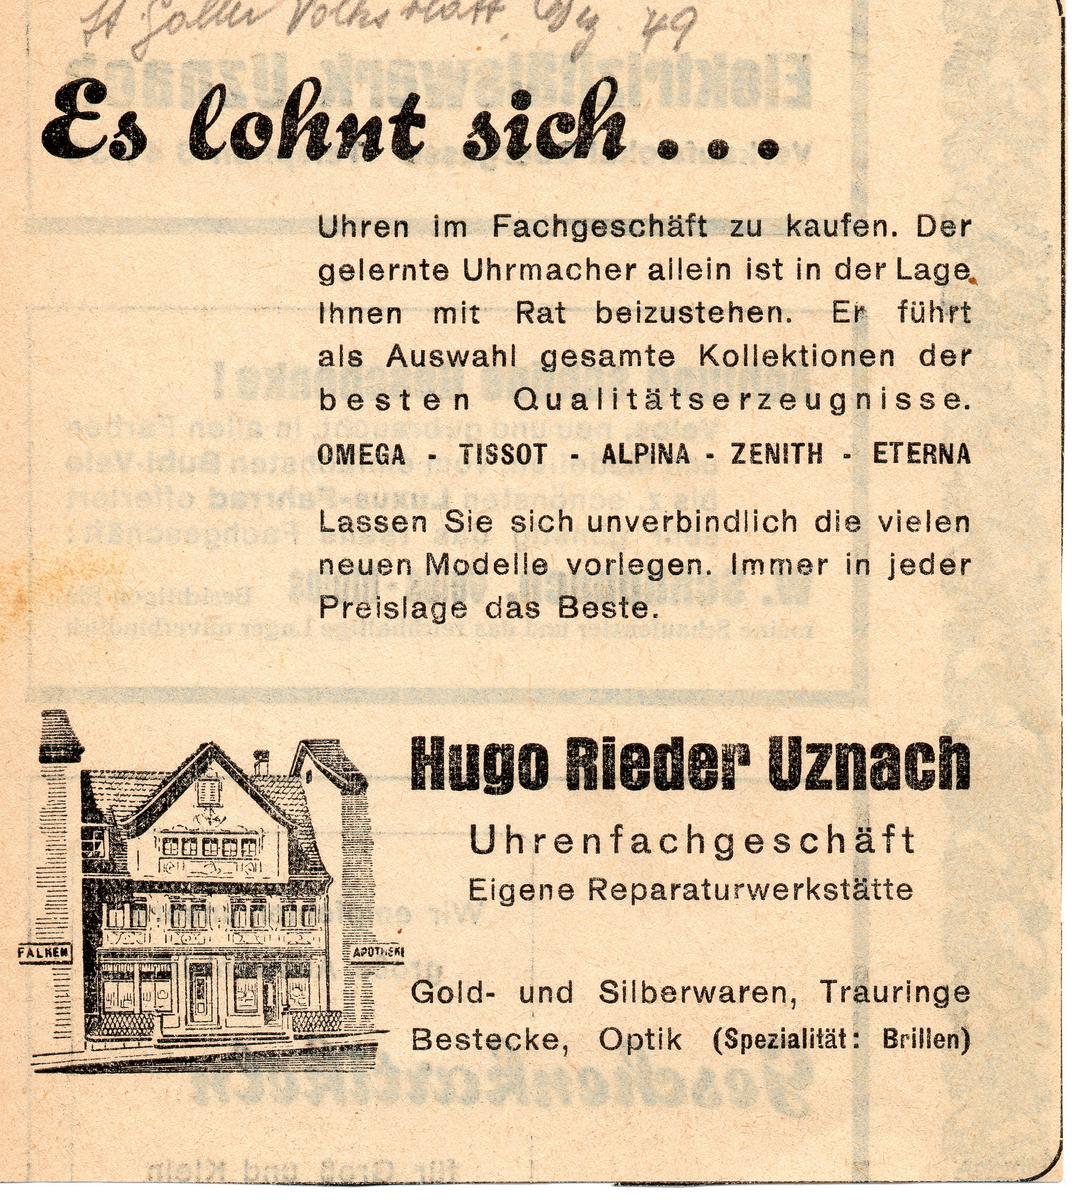 St. Galler Volksblatt, Dez. 49
Es lohnt sich . . .
Uhren im Fachgeschäft zu kaufen. Der
gelernte Uhrmacher allein ist in der Lage,
Ihnen mit Rat beizustehen. Er führt
als Auswahl gesamte Kollektionen der
besten Qualitätserzeugnisse.
OMEGA - TISSOT - ALPINA - ZENITH - ETERNA
Lassen Sie sich unverbindlich die vielen
neuen Modelle vorlegen. Immer in jeder
Preislage das Beste.
Hugo Rieder Uznach
Uhrenfachgeschäft
Eigene Reparaturwerkstätte
FALKEN
APOTHEKE
Gold- und Silberwaren, Trauringe
Bestecke, Optik (Spezialität: Brillen)